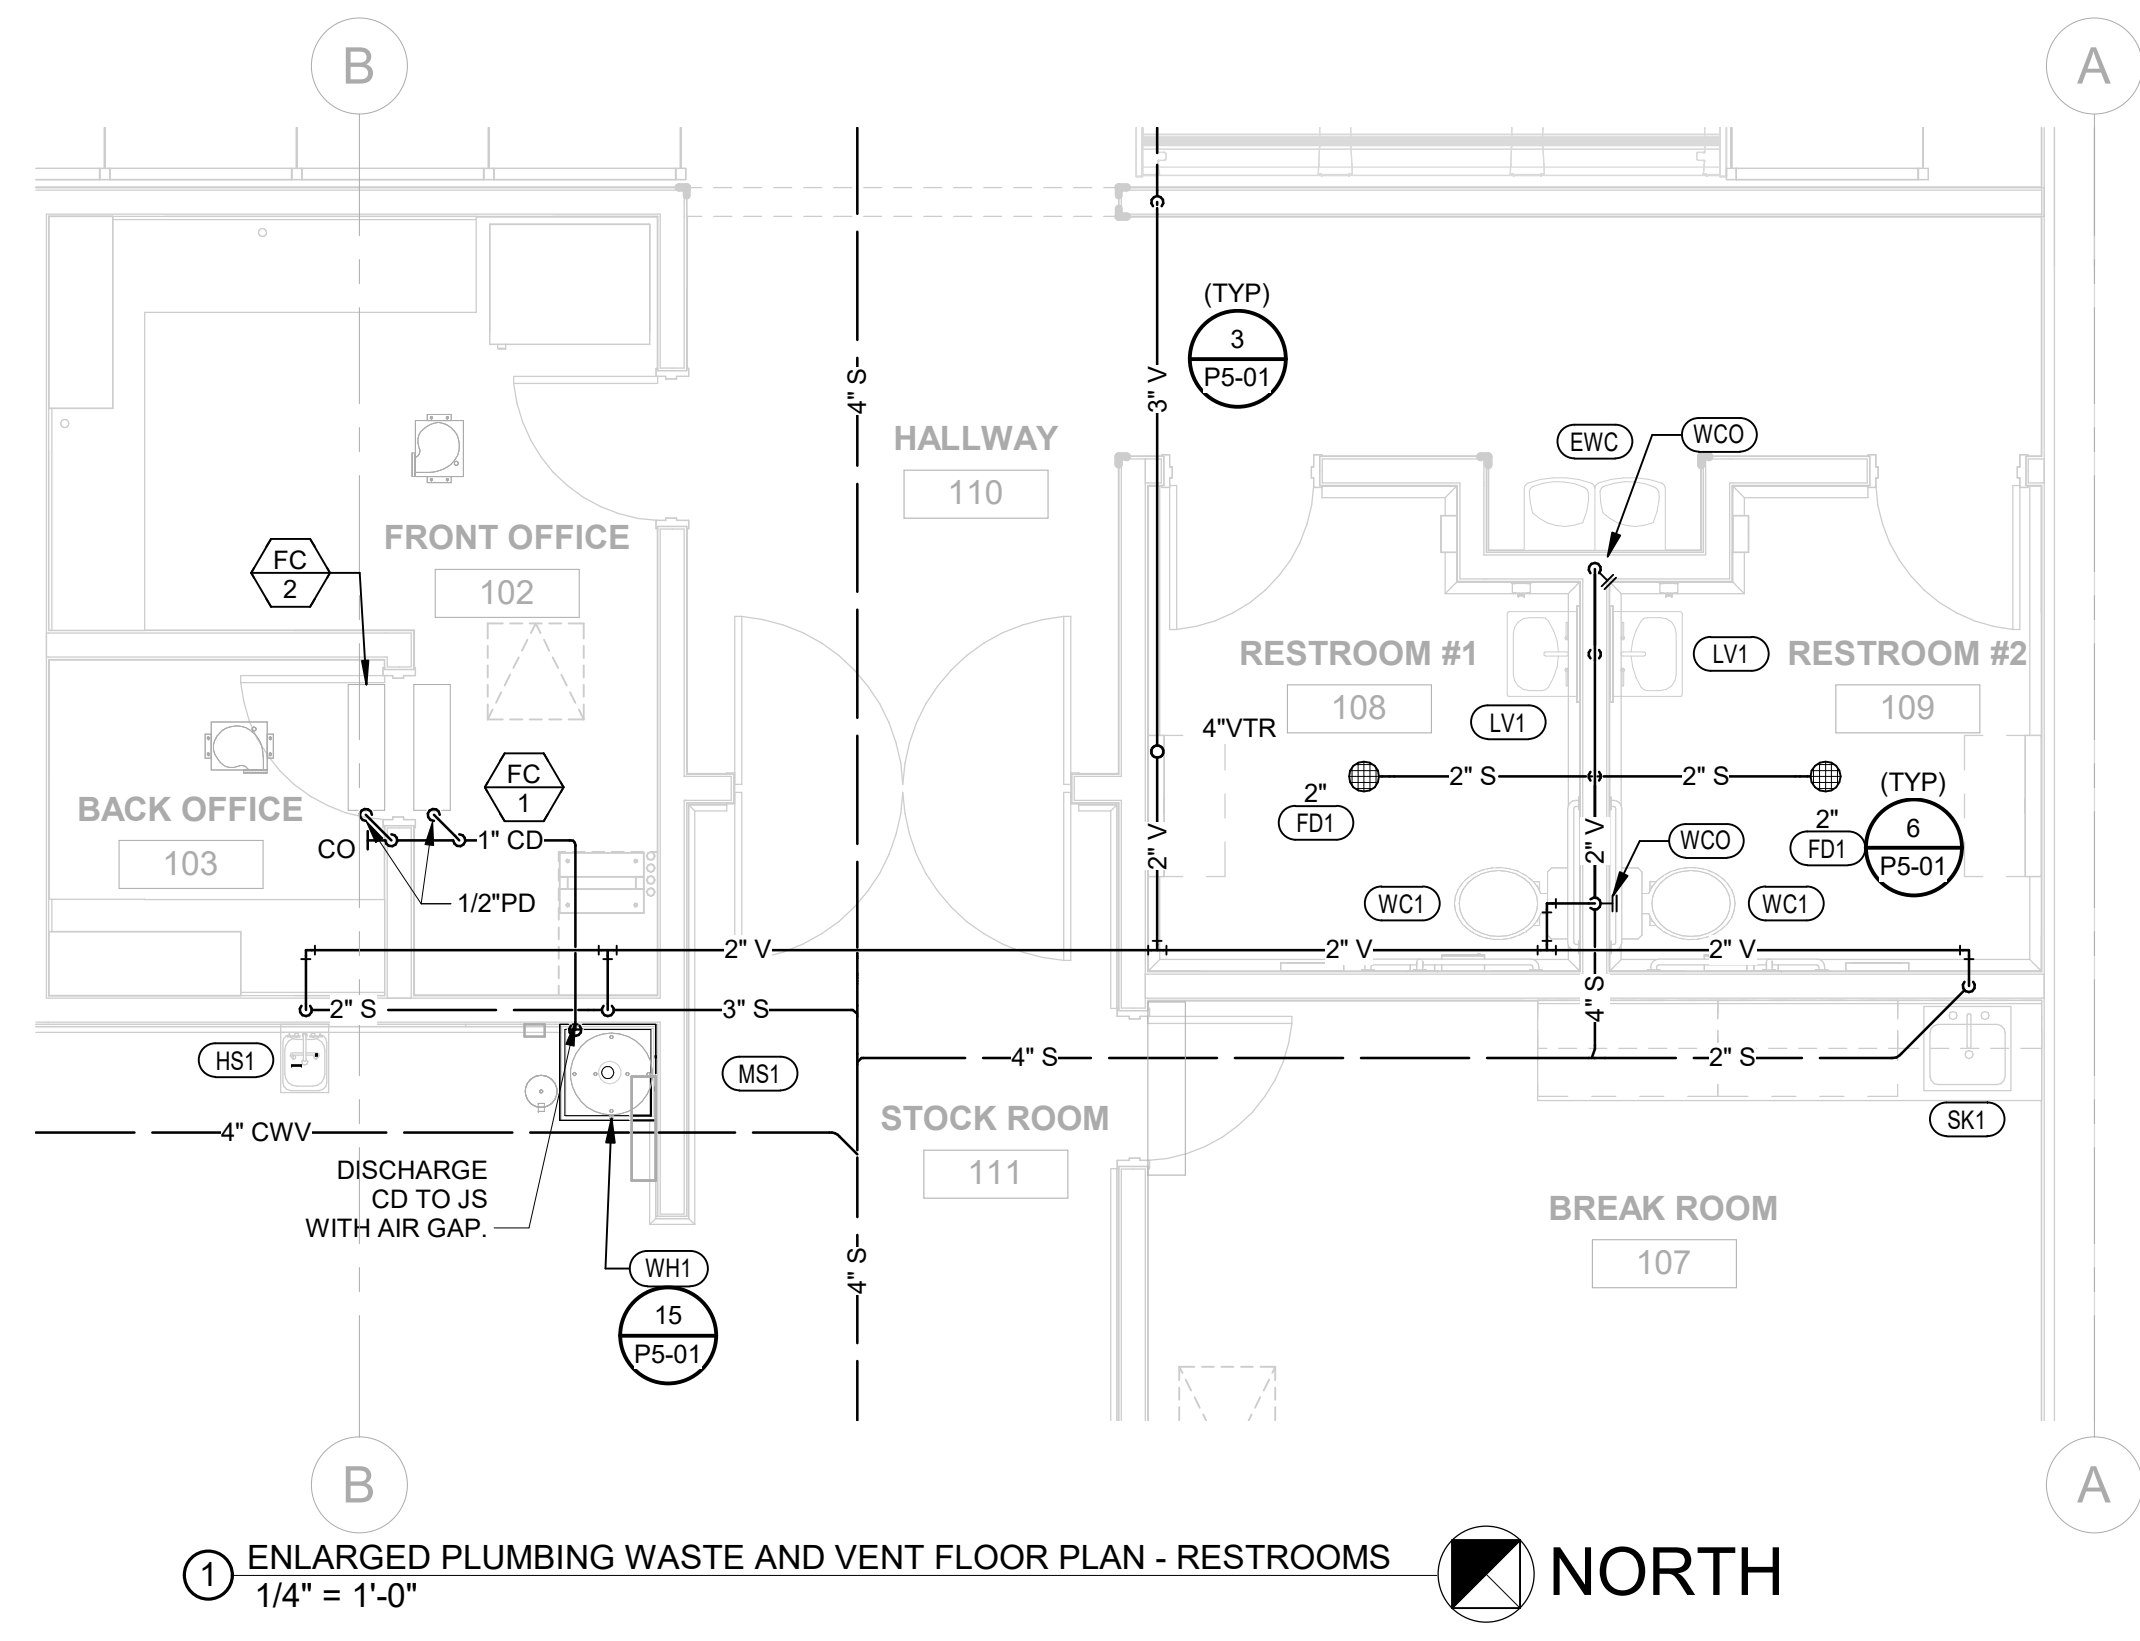 B
A
(TYP)
3
P5-01
4" S
3" V
HALLWAY
110
EWC
WCO
FRONT OFFICE
102
FC
2
RESTROOM #1
108
LV1
LV1
RESTROOM #2
109
4"VTR
FC
1
BACK OFFICE
103
CO
1" CD
1/2"PD
2" S
2" S
2"
FD1
2"
FD1
(TYP)
6
P5-01
2" V
2" V
WCO
WC1
WC1
2" V
2" V
2" V
2" S
3" S
4" S
HS1
MS1
4" S
2" S
SK1
4" CWV
STOCK ROOM
111
DISCHARGE
CD TO JS
WITH AIR GAP.
WH1
15
P5-01
4" S
BREAK ROOM
107
B
A
1
ENLARGED PLUMBING WASTE AND VENT FLOOR PLAN - RESTROOMS
1/4" = 1'-0"
NORTH